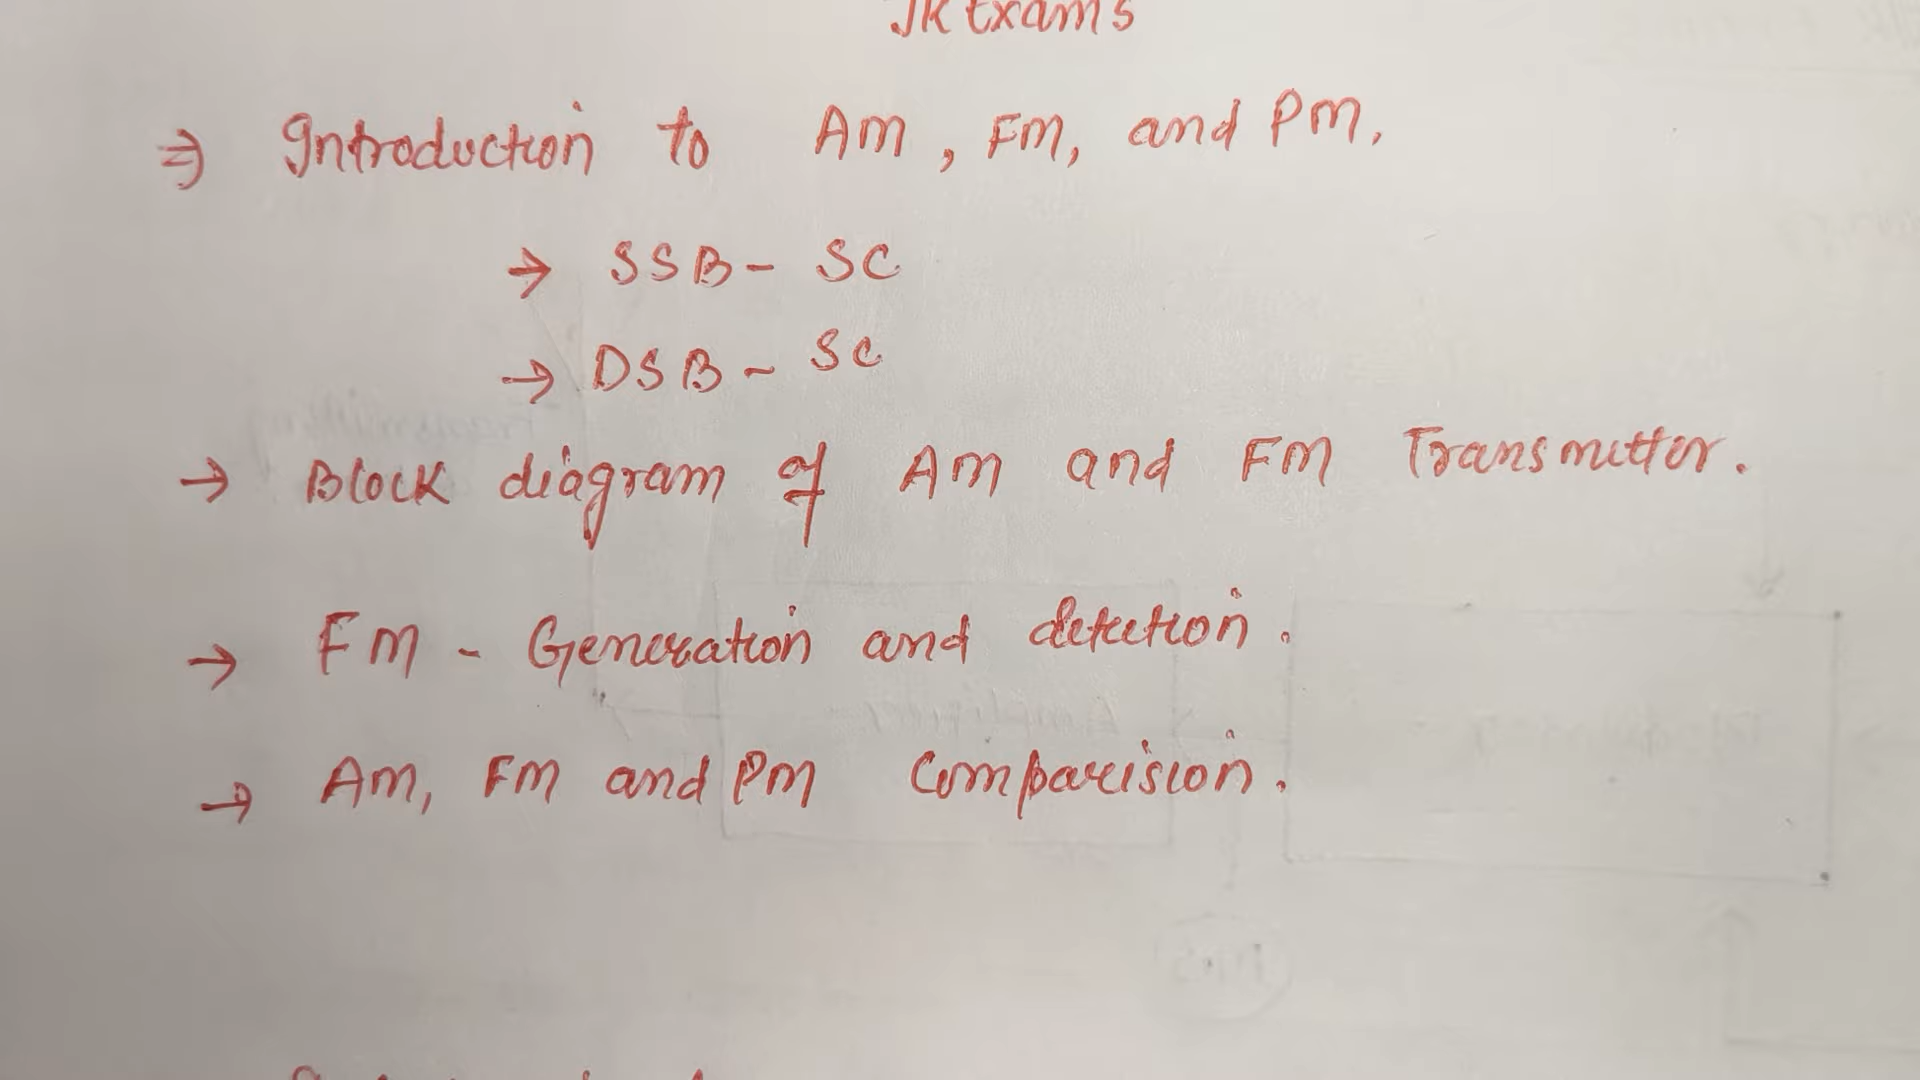 JK Exams
⇒ Introduction to AM, FM, and PM,
→ SSB - SC
→ DSB - SC
→ Block diagram of AM and FM Transmitter.
→ FM - Generation and detection.
→ AM, FM and PM Comparision.